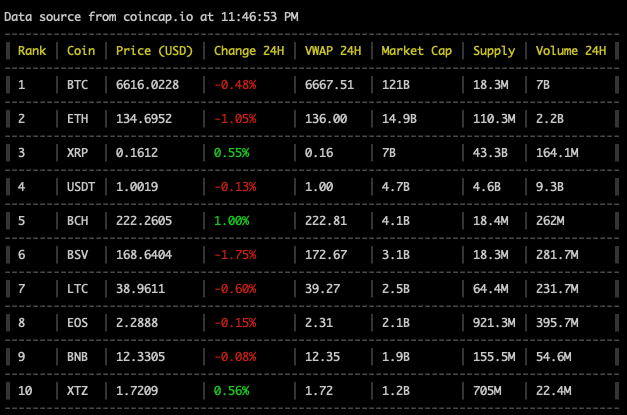 Data source from coincap.io at 11:46:53 PM
Rank | Coin | Price (USD) | Change 24H | VWAP 24H | Market Cap | Supply | Volume 24H
1 | BTC | 6616.0228 | -0.48% | 6667.51 | 121B | 18.3M | 7B
2 | ETH | 134.6952 | -1.05% | 136.00 | 14.9B | 110.3M | 2.2B
3 | XRP | 0.1612 | 0.55% | 0.16 | 7B | 43.3B | 164.1M
4 | USDT | 1.0019 | -0.13% | 1.00 | 4.7B | 4.6B | 9.3B
5 | BCH | 222.2605 | 1.00% | 222.81 | 4.1B | 18.4M | 262M
6 | BSV | 168.6404 | -1.75% | 172.67 | 3.1B | 18.3M | 281.7M
7 | LTC | 38.9611 | -0.60% | 39.27 | 2.5B | 64.4M | 231.7M
8 | EOS | 2.2888 | -0.15% | 2.31 | 2.1B | 921.3M | 395.7M
9 | BNB | 12.3305 | -0.08% | 12.35 | 1.9B | 155.5M | 54.6M
10 | XTZ | 1.7209 | 0.56% | 1.72 | 1.2B | 705M | 22.4M